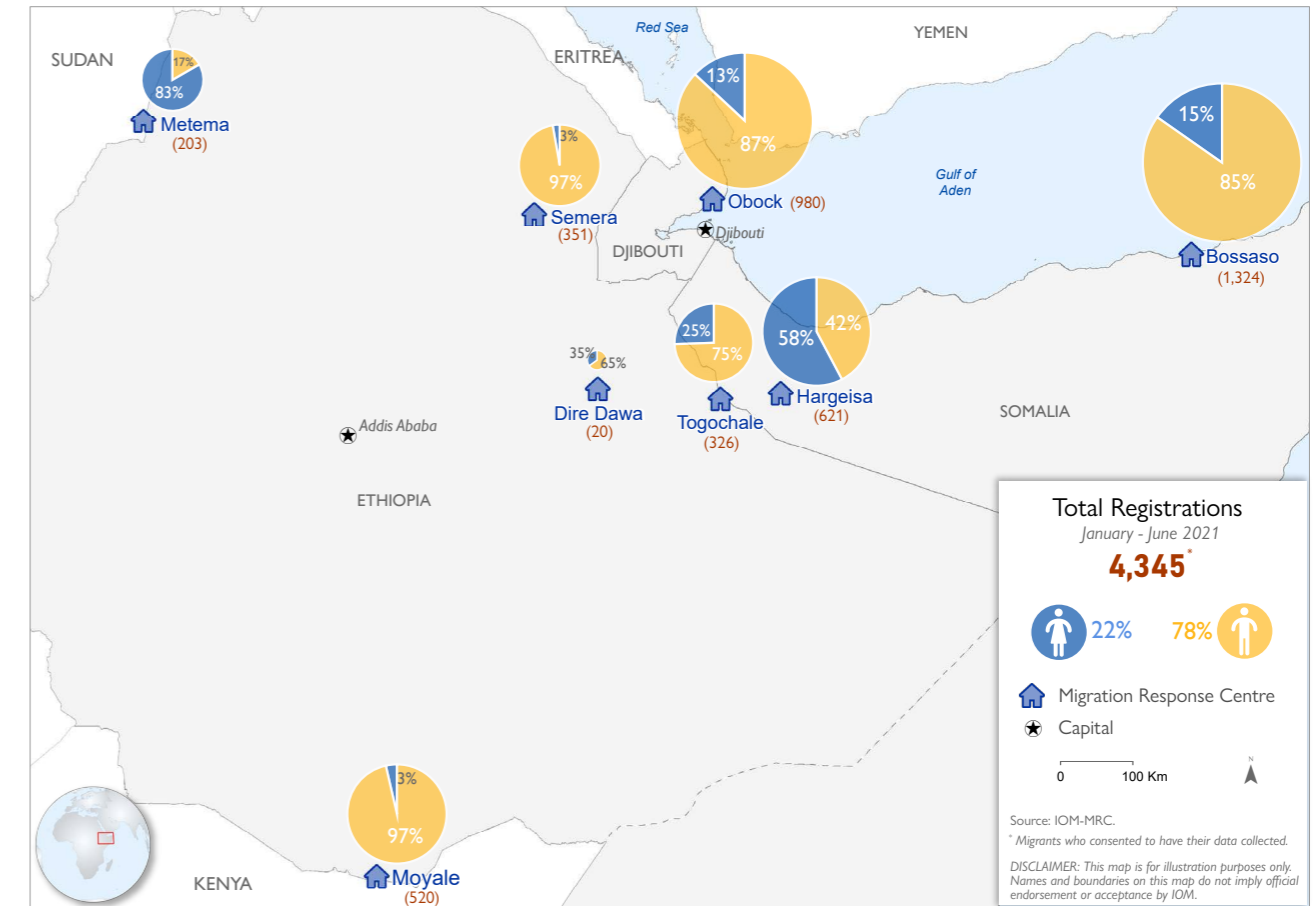 Red Sea
YEMEN
SUDAN
ERITREA
17%
83%
Metema
(203)
13%
87%
Obock (980)
15%
85%
Bossaso
(1,324)
3%
97%
Semera
(351)
Gulf of
Aden
Djibouti
DJIBOUTI
35%
65%
Dire Dawa
(20)
25%
75%
Togochale
(326)
58%
42%
Hargeisa
(621)
SOMALIA
Addis Ababa
ETHIOPIA
3%
97%
Moyale
(520)
KENYA
Total Registrations
January - June 2021
4,345*
22%
78%
Migration Response Centre
Capital
0
100 Km
N
Source: IOM-MRC.
* Migrants who consented to have their data collected.
DISCLAIMER: This map is for illustration purposes only.
Names and boundaries on this map do not imply official
endorsement or acceptance by IOM.